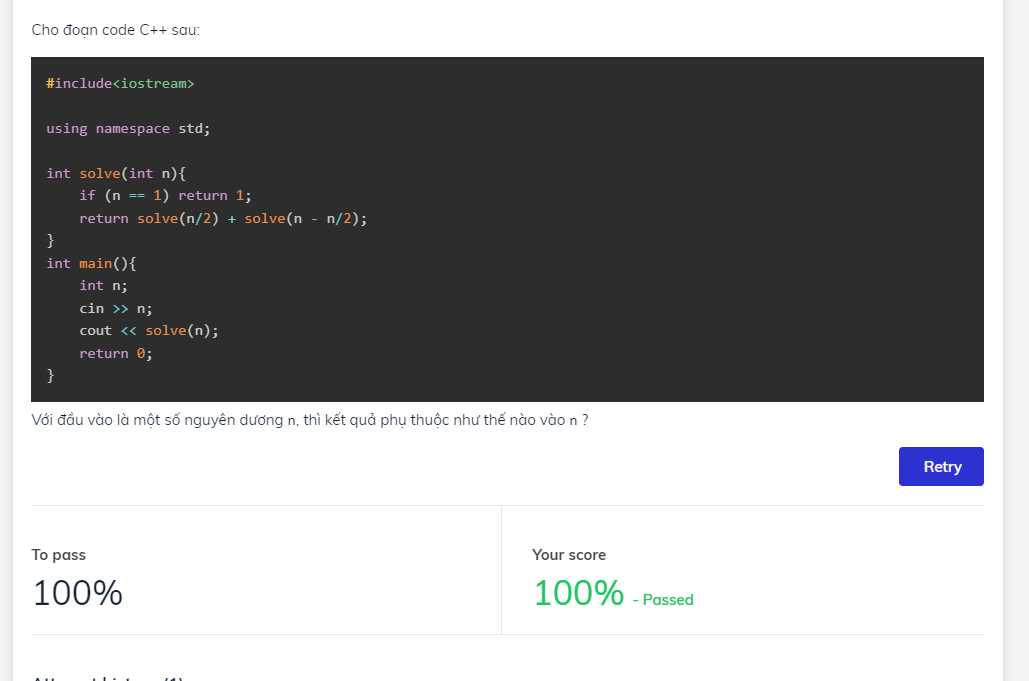 Cho đoạn code C++ sau:
#include<iostream>
using namespace std;
int solve(int n){
    if (n == 1) return 1;
    return solve(n/2) + solve(n - n/2);
}
int main(){
    int n;
    cin >> n;
    cout << solve(n);
    return 0;
}
Với đầu vào là một số nguyên dương n, thì kết quả phụ thuộc như thế nào vào n ?
Retry
To pass
Your score
100%
100% - Passed